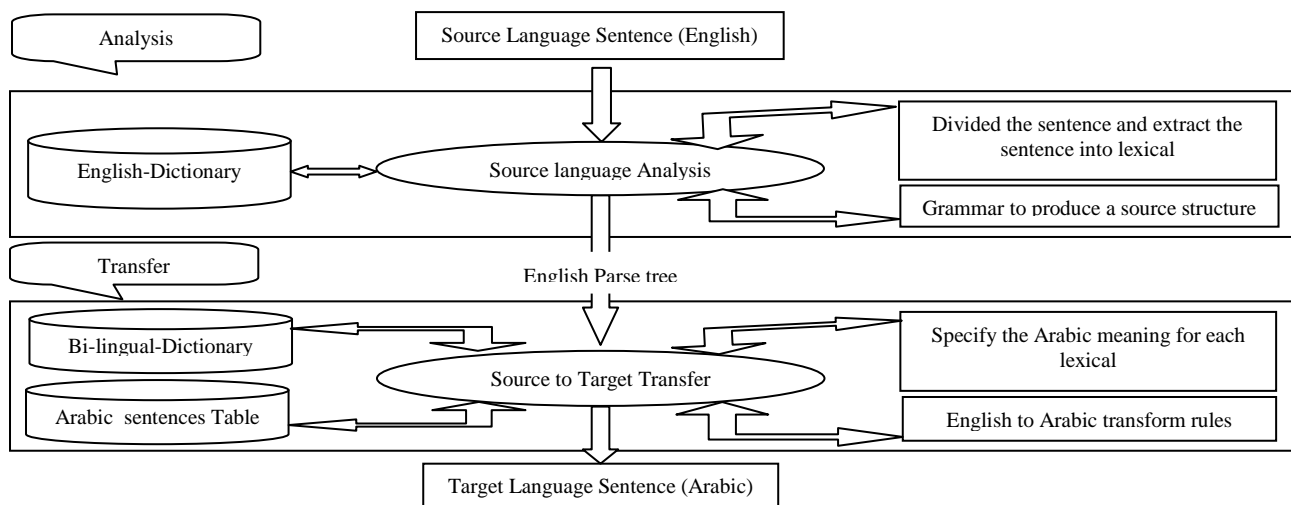 Analysis
Source Language Sentence (English)
English-Dictionary
Source language Analysis
Divided the sentence and extract the
sentence into lexical
Grammar to produce a source structure
Transfer
English Parse tree
Bi-lingual-Dictionary
Arabic sentences Table
Source to Target Transfer
Specify the Arabic meaning for each
lexical
English to Arabic transform rules
Target Language Sentence (Arabic)